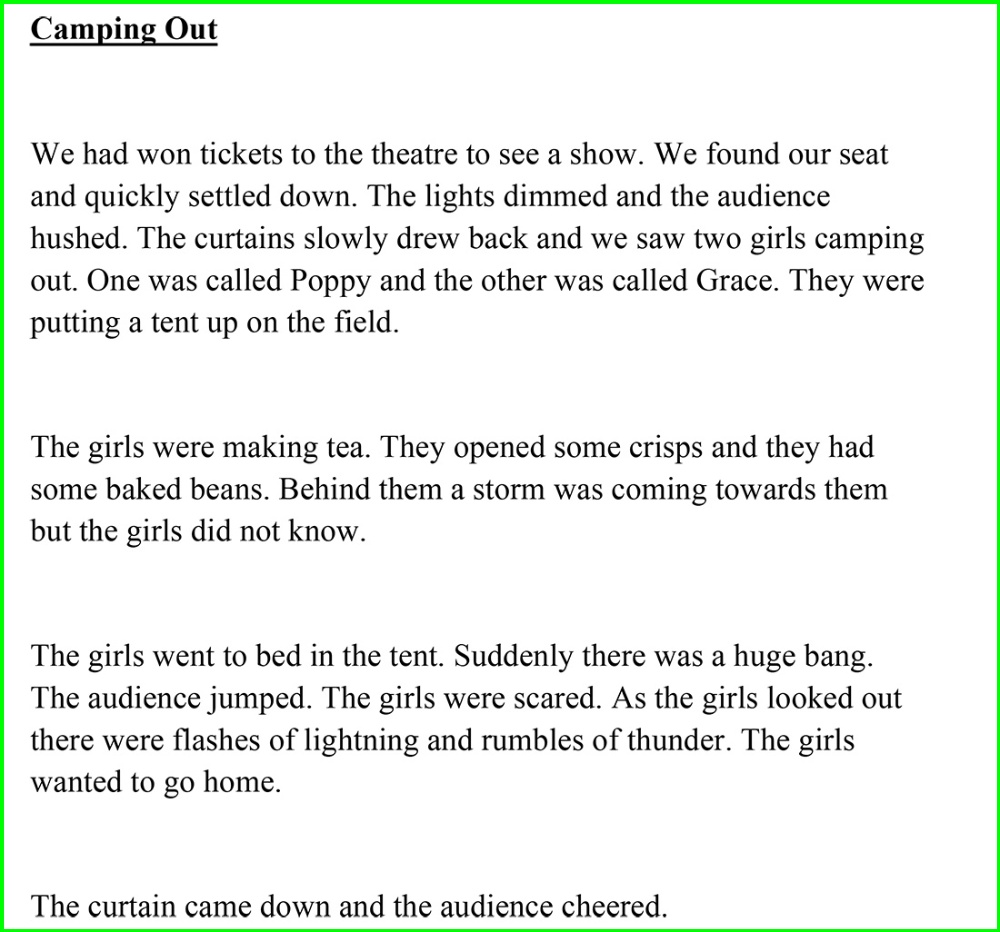 Camping Out
We had won tickets to the theatre to see a show. We found our seat
and quickly settled down. The lights dimmed and the audience
hushed. The curtains slowly drew back and we saw two girls camping
out. One was called Poppy and the other was called Grace. They were
putting a tent up on the field.
The girls were making tea. They opened some crisps and they had
some baked beans. Behind them a storm was coming towards them
but the girls did not know.
The girls went to bed in the tent. Suddenly there was a huge bang.
The audience jumped. The girls were scared. As the girls looked out
there were flashes of lightning and rumbles of thunder. The girls
wanted to go home.
The curtain came down and the audience cheered.